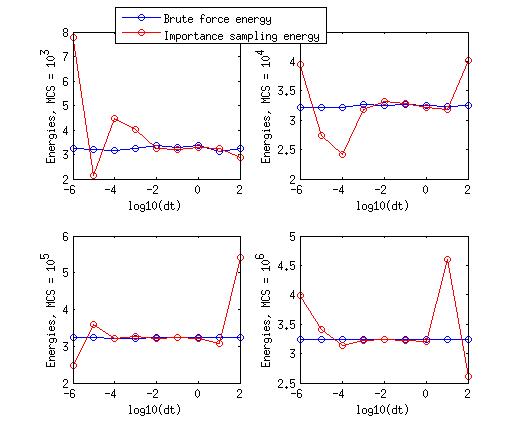 Brute force energy
Importance sampling energy
Energies, MCS = 10^3
8
7
6
5
4
3
2
-6 -4 -2 0 2
log10(dt)
Energies, MCS = 10^4
4
3.5
3
2.5
2
-6 -4 -2 0 2
log10(dt)
Energies, MCS = 10^5
6
5
4
3
2
-6 -4 -2 0 2
log10(dt)
Energies, MCS = 10^6
5
4.5
4
3.5
3
2.5
-6 -4 -2 0 2
log10(dt)